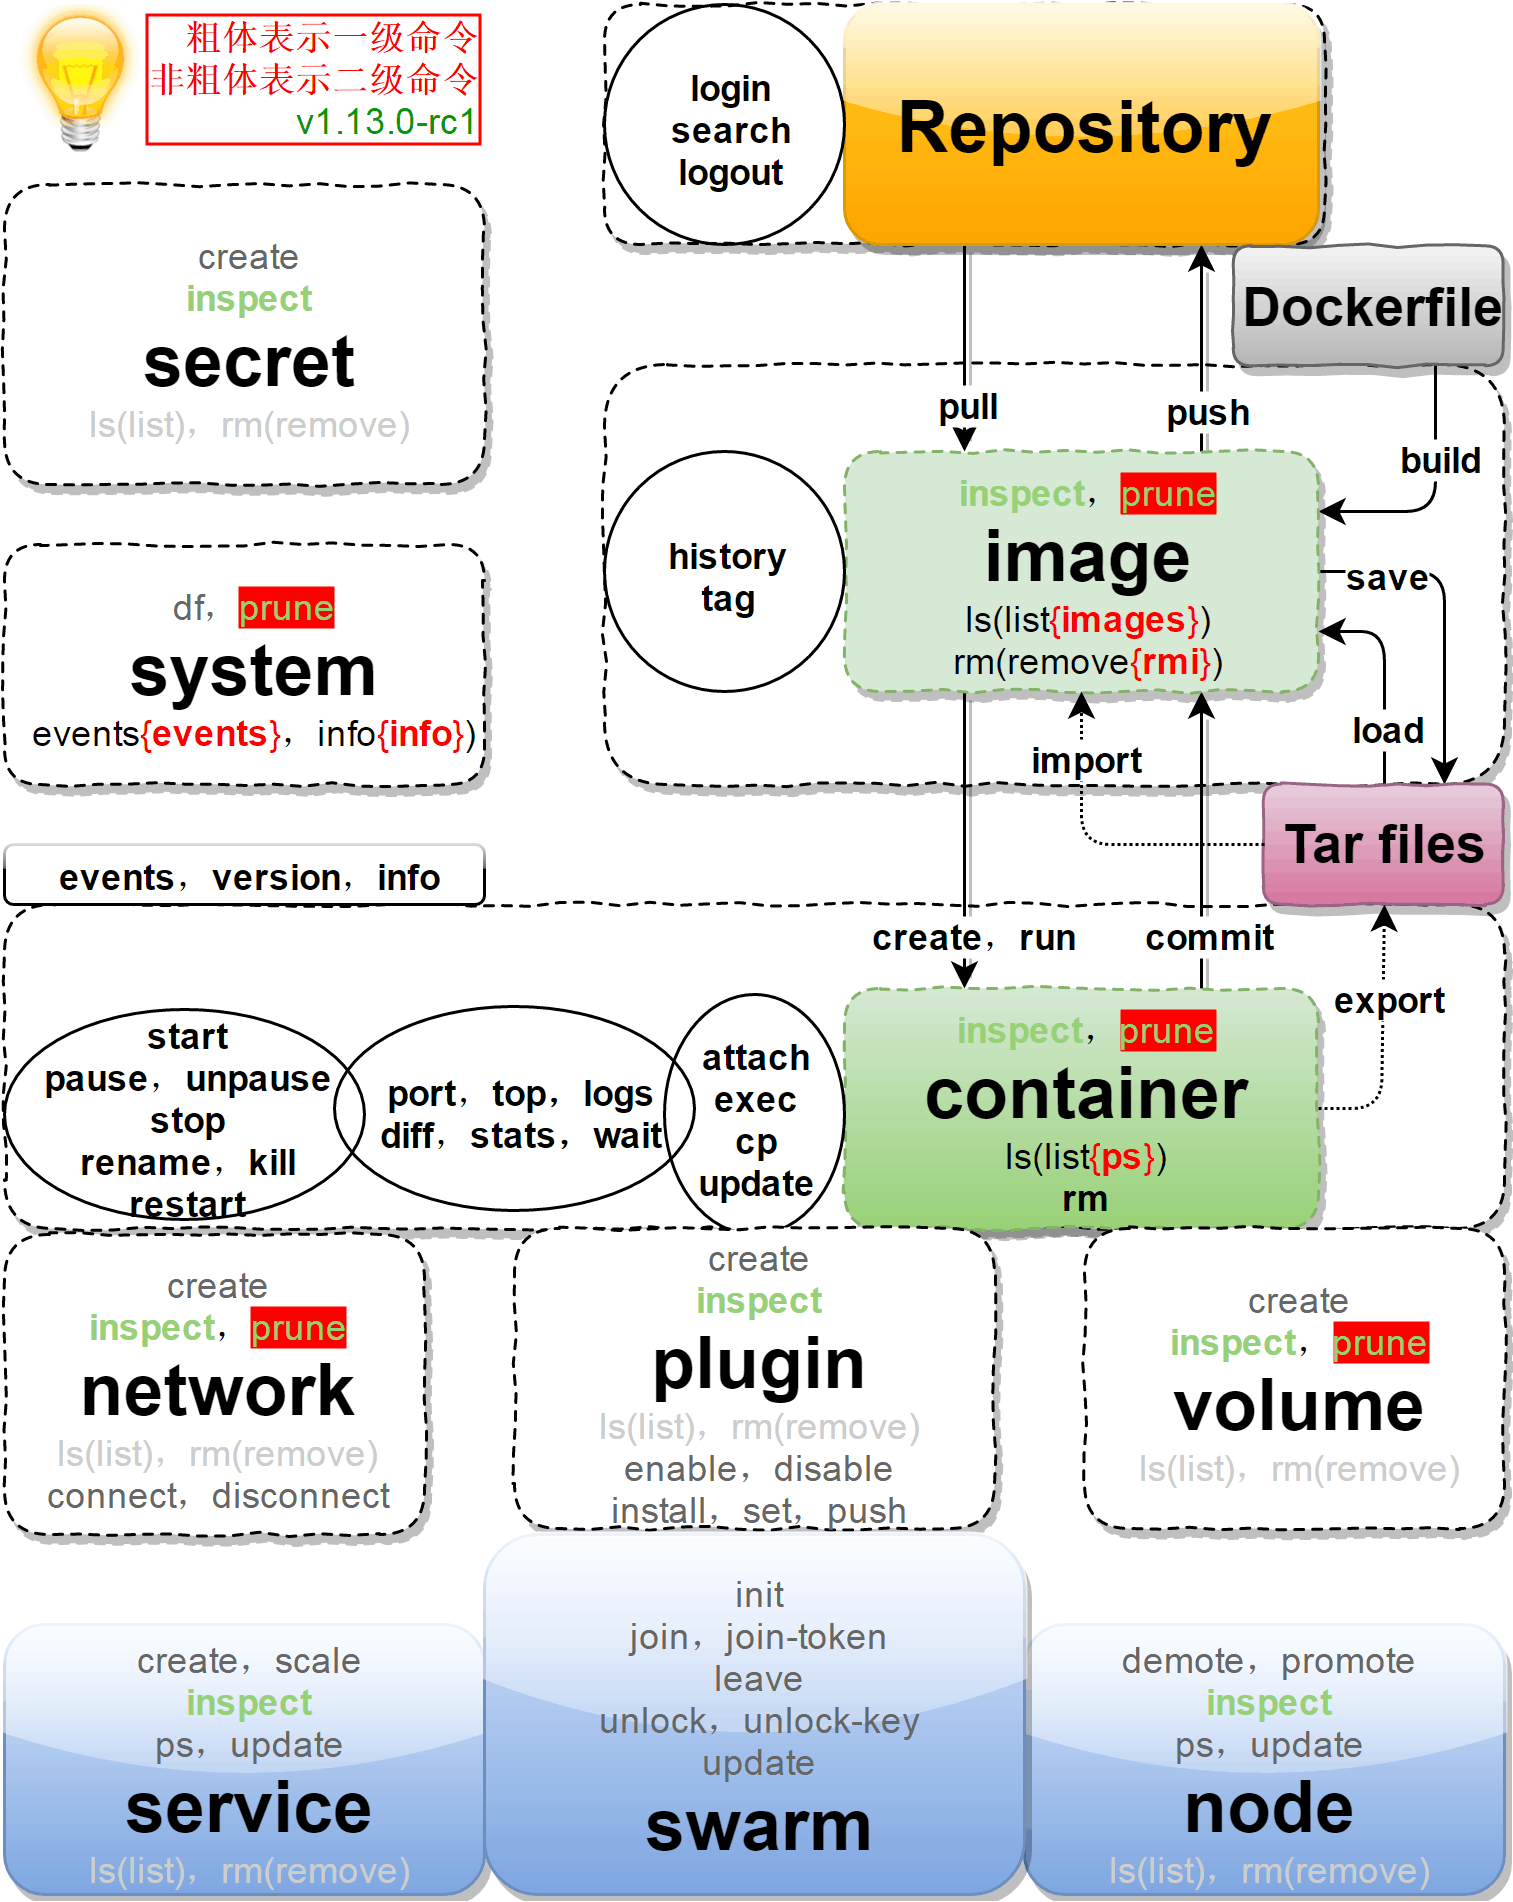 粗体表示一级命令
非粗体表示二级命令
v1.13.0-rc1
login
search
logout
Repository
Dockerfile
create
inspect
secret
ls(list)，rm(remove)
pull
push
build
inspect，prune
image
ls(list{images})
rm(remove{rmi})
history
tag
save
load
import
df，prune
system
events{events}，info{info})
Tar files
events，version，info
create，run
commit
export
start
pause，unpause
stop
rename，kill
restart
port，top，logs
diff，stats，wait
attach
exec
cp
update
inspect，prune
container
ls(list{ps})
rm
create
inspect，prune
network
ls(list)，rm(remove)
connect，disconnect
create
inspect
plugin
ls(list)，rm(remove)
enable，disable
install，set，push
create
inspect，prune
volume
ls(list)，rm(remove)
create，scale
inspect
ps，update
service
ls(list)，rm(remove)
init
join，join-token
leave
unlock，unlock-key
update
swarm
demote，promote
inspect
ps，update
node
ls(list)，rm(remove)